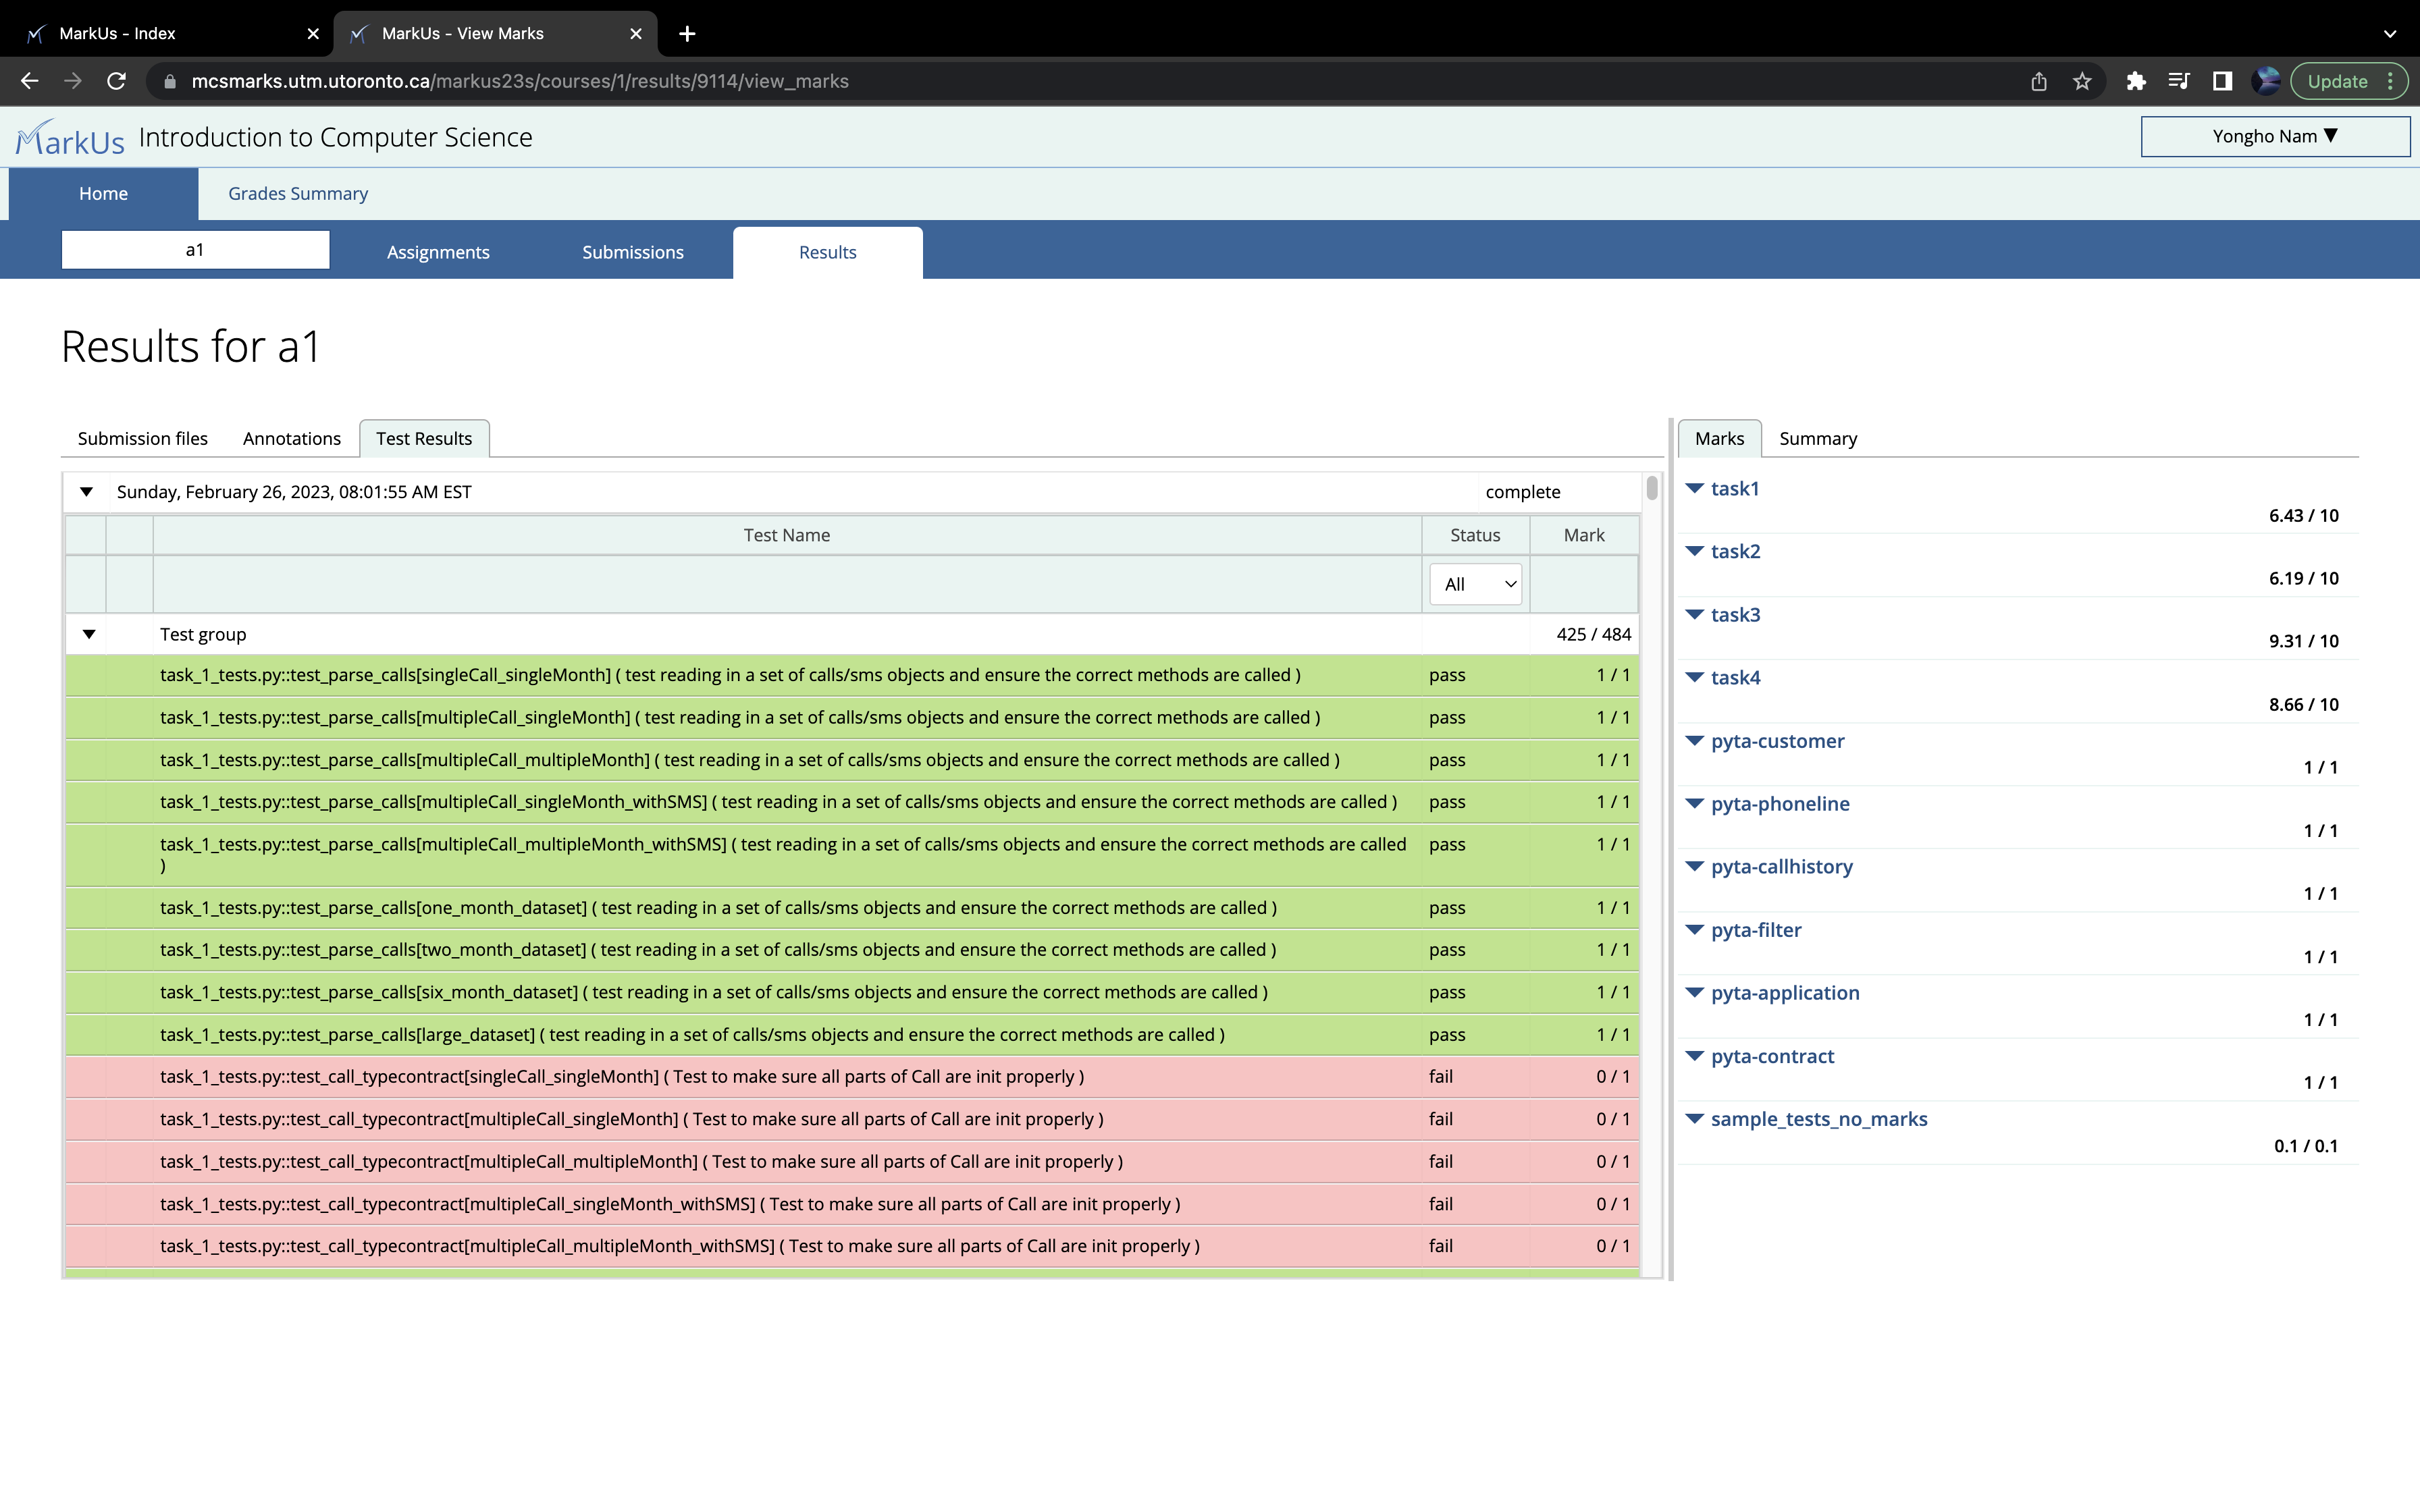 MarkUs - Index
MarkUs - View Marks
mcsmarks.utm.utoronto.ca/markus23s/courses/1/results/9114/view_marks
Update
MarkUs Introduction to Computer Science
Yongho Nam ▼
Home
Grades Summary
a1
Assignments
Submissions
Results
Results for a1
Submission files
Annotations
Test Results
Sunday, February 26, 2023, 08:01:55 AM EST complete
Test Name Status Mark
All
Test group 425 / 484
task_1_tests.py::test_parse_calls[singleCall_singleMonth] ( test reading in a set of calls/sms objects and ensure the correct methods are called ) pass 1 / 1
task_1_tests.py::test_parse_calls[multipleCall_singleMonth] ( test reading in a set of calls/sms objects and ensure the correct methods are called ) pass 1 / 1
task_1_tests.py::test_parse_calls[multipleCall_multipleMonth] ( test reading in a set of calls/sms objects and ensure the correct methods are called ) pass 1 / 1
task_1_tests.py::test_parse_calls[multipleCall_singleMonth_withSMS] ( test reading in a set of calls/sms objects and ensure the correct methods are called ) pass 1 / 1
task_1_tests.py::test_parse_calls[multipleCall_multipleMonth_withSMS] ( test reading in a set of calls/sms objects and ensure the correct methods are called pass 1 / 1
)
task_1_tests.py::test_parse_calls[one_month_dataset] ( test reading in a set of calls/sms objects and ensure the correct methods are called ) pass 1 / 1
task_1_tests.py::test_parse_calls[two_month_dataset] ( test reading in a set of calls/sms objects and ensure the correct methods are called ) pass 1 / 1
task_1_tests.py::test_parse_calls[six_month_dataset] ( test reading in a set of calls/sms objects and ensure the correct methods are called ) pass 1 / 1
task_1_tests.py::test_parse_calls[large_dataset] ( test reading in a set of calls/sms objects and ensure the correct methods are called ) pass 1 / 1
task_1_tests.py::test_call_typecontract[singleCall_singleMonth] ( Test to make sure all parts of Call are init properly ) fail 0 / 1
task_1_tests.py::test_call_typecontract[multipleCall_singleMonth] ( Test to make sure all parts of Call are init properly ) fail 0 / 1
task_1_tests.py::test_call_typecontract[multipleCall_multipleMonth] ( Test to make sure all parts of Call are init properly ) fail 0 / 1
task_1_tests.py::test_call_typecontract[multipleCall_singleMonth_withSMS] ( Test to make sure all parts of Call are init properly ) fail 0 / 1
task_1_tests.py::test_call_typecontract[multipleCall_multipleMonth_withSMS] ( Test to make sure all parts of Call are init properly ) fail 0 / 1
Marks
Summary
task1
6.43 / 10
task2
6.19 / 10
task3
9.31 / 10
task4
8.66 / 10
pyta-customer
1 / 1
pyta-phoneline
1 / 1
pyta-callhistory
1 / 1
pyta-filter
1 / 1
pyta-application
1 / 1
pyta-contract
1 / 1
sample_tests_no_marks
0.1 / 0.1